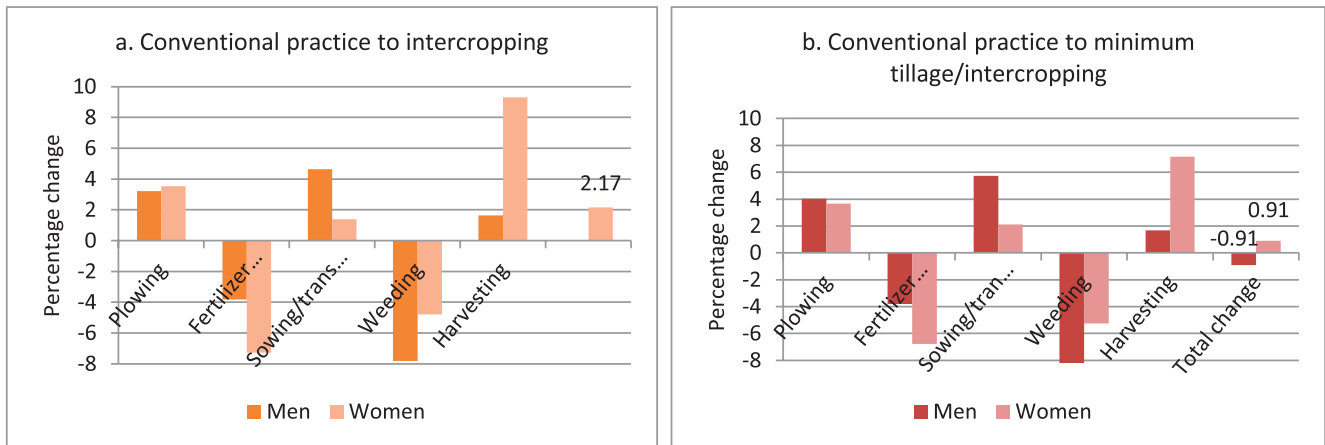 a. Conventional practice to intercropping
Percentage change
10
8
6
4
2
0
-2
-4
-6
-8
2.17
Plowing
Fertilizer...
Sowing/trans...
Weeding
Harvesting
Men
Women
b. Conventional practice to minimum
tillage/intercropping
Percentage change
10
8
6
4
2
0
-2
-4
-6
-8
-0.91
0.91
Plowing
Fertilizer...
Sowing/tran...
Weeding
Harvesting
Total change
Men
Women